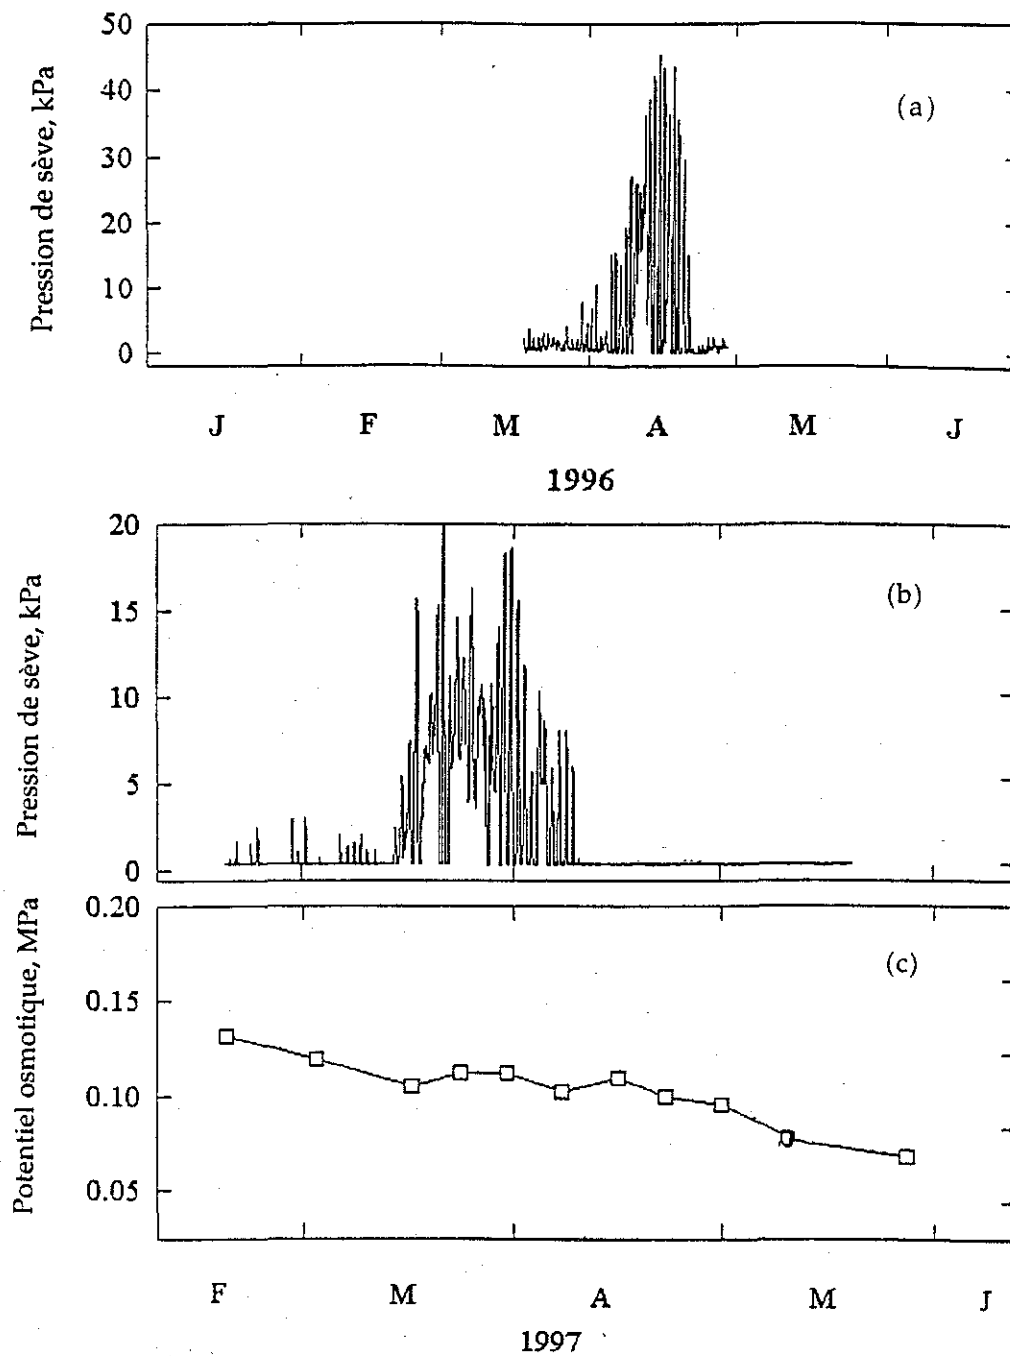 Pression de sève, kPa
50
40
30
20
10
0
(a)
J F M A M J
1996
Pression de sève, kPa
20
15
10
5
0
(b)
Potentiel osmotique, MPa
0.20
0.15
0.10
0.05
(c)
F M A M J
1997